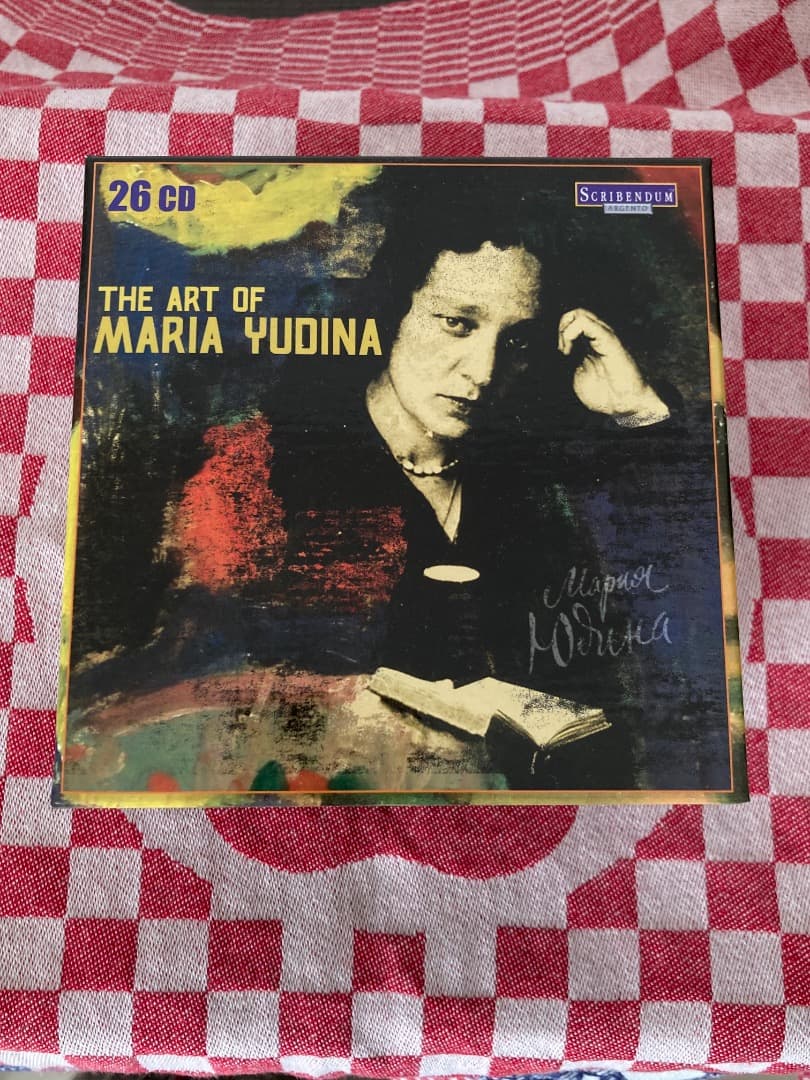 26 CD
SCRIBENDUM
ARGENTO
THE ART OF
MARIA YUDINA
Мария
Юдина